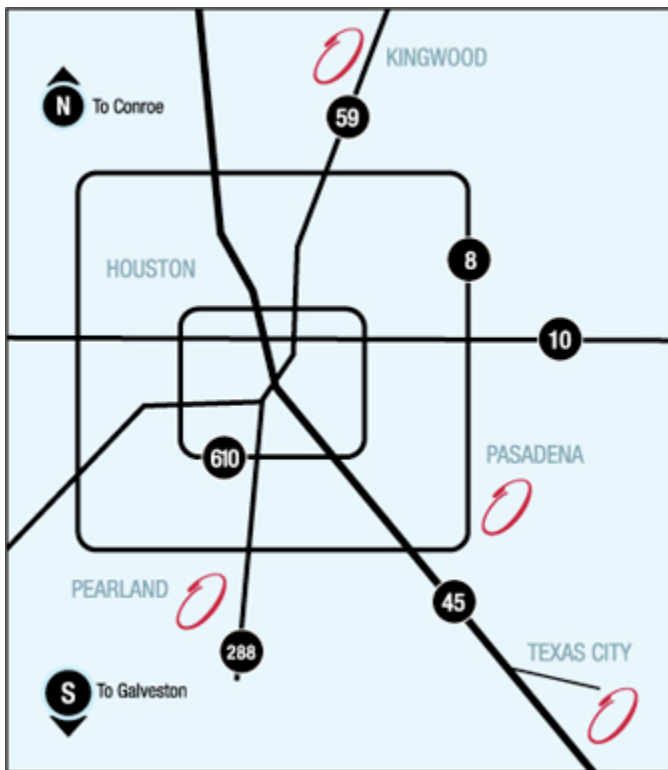 KINGWOOD
N To Conroe
59
HOUSTON
8
10
610
PASADENA
PEARLAND
45
288
TEXAS CITY
S To Galveston